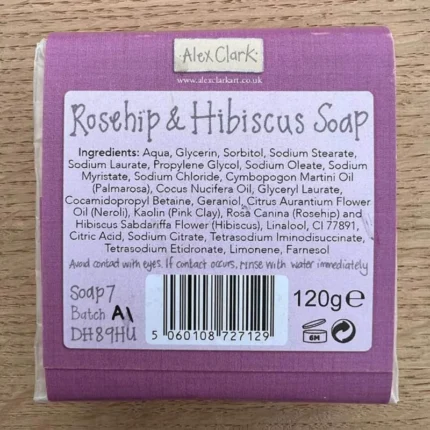 Alex Clark
www.alexclarkart.co.uk
Rosehip & Hibiscus Soap
Ingredients: Aqua, Glycerin, Sorbitol, Sodium Stearate,
Sodium Laurate, Propylene Glycol, Sodium Oleate, Sodium
Myristate, Sodium Chloride, Cymbopogon Martini Oil
(Palmarosa), Cocus Nucifera Oil, Glyceryl Laurate,
Cocamidopropyl Betaine, Geraniol, Citrus Aurantium Flower
Oil (Neroli), Kaolin (Pink Clay), Rosa Canina (Rosehip) and
Hibiscus Sabdariffa Flower (Hibiscus), Linalool, CI 77891,
Citric Acid, Sodium Citrate, Tetrasodium Iminodisuccinate,
Tetrasodium Etidronate, Limonene, Farnesol
Avoid contact with eyes. If contact occurs, rinse with water immediately
Soap7
Batch A1
DH89HU
5 060108 727129
120g e
6M